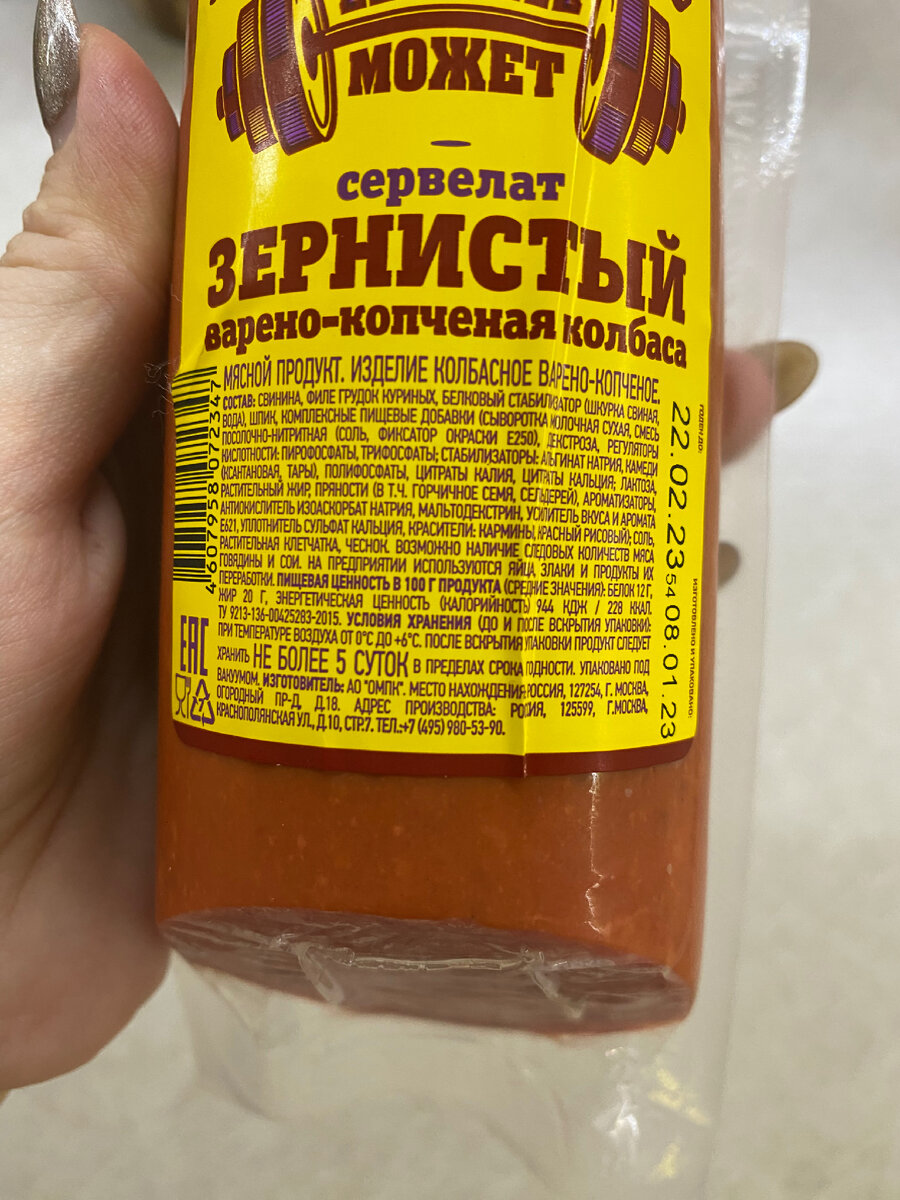 МОЖЕТ
сервелат
ЗЕРНИСТЫЙ
варено-копченая колбаса
МЯСНОЙ ПРОДУКТ. ИЗДЕЛИЕ КОЛБАСНОЕ ВАРЕНО-КОПЧЕНОЕ.
СОСТАВ: СВИНИНА, ФИЛЕ ГРУДОК КУРИНЫХ, БЕЛКОВЫЙ СТАБИЛИЗАТОР (ШКУРКА СВИНАЯ,
ВОДА), ШПИК, КОМПЛЕКСНЫЕ ПИЩЕВЫЕ ДОБАВКИ (СЫВОРОТКА МОЛОЧНАЯ СУХАЯ, СМЕСЬ
ПОСОЛОЧНО-НИТРИТНАЯ (СОЛЬ, ФИКСАТОР ОКРАСКИ Е250), ДЕКСТРОЗА, РЕГУЛЯТОРЫ
КИСЛОТНОСТИ: ПИРОФОСФАТЫ, ТРИФОСФАТЫ; СТАБИЛИЗАТОРЫ: АЛЬГИНАТ НАТРИЯ, КАМЕДИ
(КСАНТАНОВАЯ, ТАРЫ), ПОЛИФОСФАТЫ, ЦИТРАТЫ КАЛИЯ, ЦИТРАТЫ КАЛЬЦИЯ; ЛАКТОЗА,
РАСТИТЕЛЬНЫЙ ЖИР, ПРЯНОСТИ (В Т.Ч. ГОРЧИЧНОЕ СЕМЯ, СЕЛЬДЕРЕЙ), АРОМАТИЗАТОРЫ,
АНТИОКИСЛИТЕЛЬ ИЗОАСКОРБАТ НАТРИЯ, МАЛЬТОДЕКСТРИН, УСИЛИТЕЛЬ ВКУСА И АРОМАТА
Е621, УПЛОТНИТЕЛЬ СУЛЬФАТ КАЛЬЦИЯ, КРАСИТЕЛИ: КАРМИНЫ, КРАСНЫЙ РИСОВЫЙ); СОЛЬ,
РАСТИТЕЛЬНАЯ КЛЕТЧАТКА, ЧЕСНОК. ВОЗМОЖНО НАЛИЧИЕ СЛЕДОВЫХ КОЛИЧЕСТВ МЯСА
ГОВЯДИНЫ И СОИ. НА ПРЕДПРИЯТИИ ИСПОЛЬЗУЮТСЯ ЯЙЦА, ЗЛАКИ И ПРОДУКТЫ ИХ
ПЕРЕРАБОТКИ. ПИЩЕВАЯ ЦЕННОСТЬ В 100 Г ПРОДУКТА (СРЕДНИЕ ЗНАЧЕНИЯ): БЕЛОК 12 Г,
ЖИР 20 Г, ЭНЕРГЕТИЧЕСКАЯ ЦЕННОСТЬ (КАЛОРИЙНОСТЬ) 944 КДЖ / 228 ККАЛ.
ТУ 9213-136-00425283-2015. УСЛОВИЯ ХРАНЕНИЯ (ДО И ПОСЛЕ ВСКРЫТИЯ УПАКОВКИ):
ПРИ ТЕМПЕРАТУРЕ ВОЗДУХА ОТ 0°С ДО +6°С. ПОСЛЕ ВСКРЫТИЯ УПАКОВКИ ПРОДУКТ СЛЕДУЕТ
ХРАНИТЬ НЕ БОЛЕЕ 5 СУТОК В ПРЕДЕЛАХ СРОКА ГОДНОСТИ. УПАКОВАНО ПОД
ВАКУУМОМ. ИЗГОТОВИТЕЛЬ: АО "ОМПК". МЕСТО НАХОЖДЕНИЯ: РОССИЯ, 127254, Г. МОСКВА,
ОГОРОДНЫЙ ПР-Д, Д.18. АДРЕС ПРОИЗВОДСТВА: РОССИЯ, 125599, Г.МОСКВА,
КРАСНОПОЛЯНСКАЯ УЛ., Д.10, СТР.7. ТЕЛ.:+7 (495) 980-53-90.
4 607958 072347
EAC
ГОДЕН ДО:
22.02.23 54 08.01.23
ИЗГОТОВЛЕНО И УПАКОВАНО: